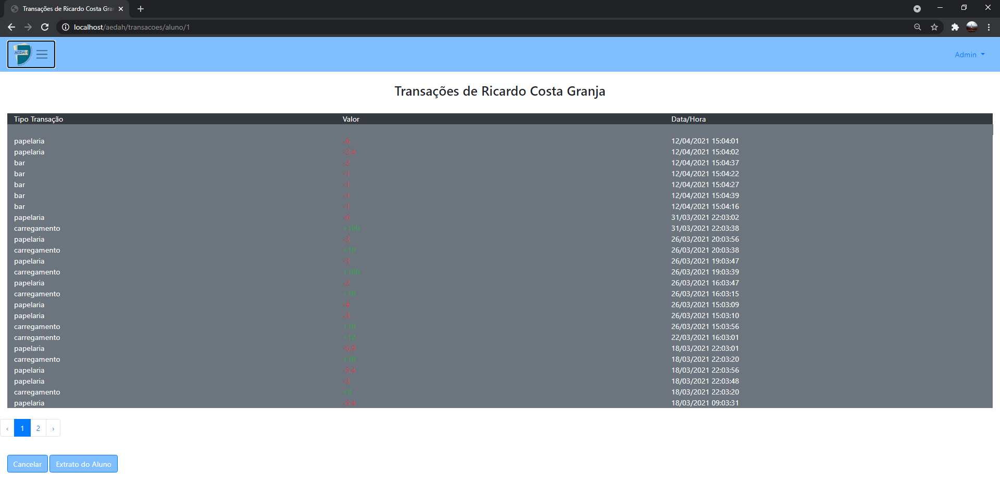 Transações de Ricardo Costa Gra
localhost/aedah/transacoes/aluno/1
AEDAH
Admin
Transações de Ricardo Costa Granja
Tipo Transação Valor Data/Hora
papelaria 12/04/2021 15:04:01
papelaria -2.4 12/04/2021 15:04:02
bar -2 12/04/2021 15:04:37
bar -1 12/04/2021 15:04:22
bar -1 12/04/2021 15:04:27
bar -1 12/04/2021 15:04:39
bar -1 12/04/2021 15:04:16
papelaria 31/03/2021 22:03:02
carregamento +100 31/03/2021 22:03:38
papelaria 26/03/2021 20:03:56
carregamento +10 26/03/2021 20:03:38
papelaria -3 26/03/2021 19:03:47
carregamento +100 26/03/2021 19:03:39
papelaria -2 26/03/2021 16:03:47
carregamento +10 26/03/2021 16:03:15
papelaria -4 26/03/2021 15:03:09
papelaria -3 26/03/2021 15:03:10
carregamento +10 26/03/2021 15:03:56
carregamento +12 22/03/2021 16:03:01
papelaria -6.9 18/03/2021 22:03:01
carregamento +10 18/03/2021 22:03:20
papelaria -5.4 18/03/2021 22:03:56
papelaria 18/03/2021 22:03:48
carregamento 18/03/2021 22:03:20
papelaria -5.4 18/03/2021 09:03:31
‹ 1 2 ›
Cancelar Extrato do Aluno